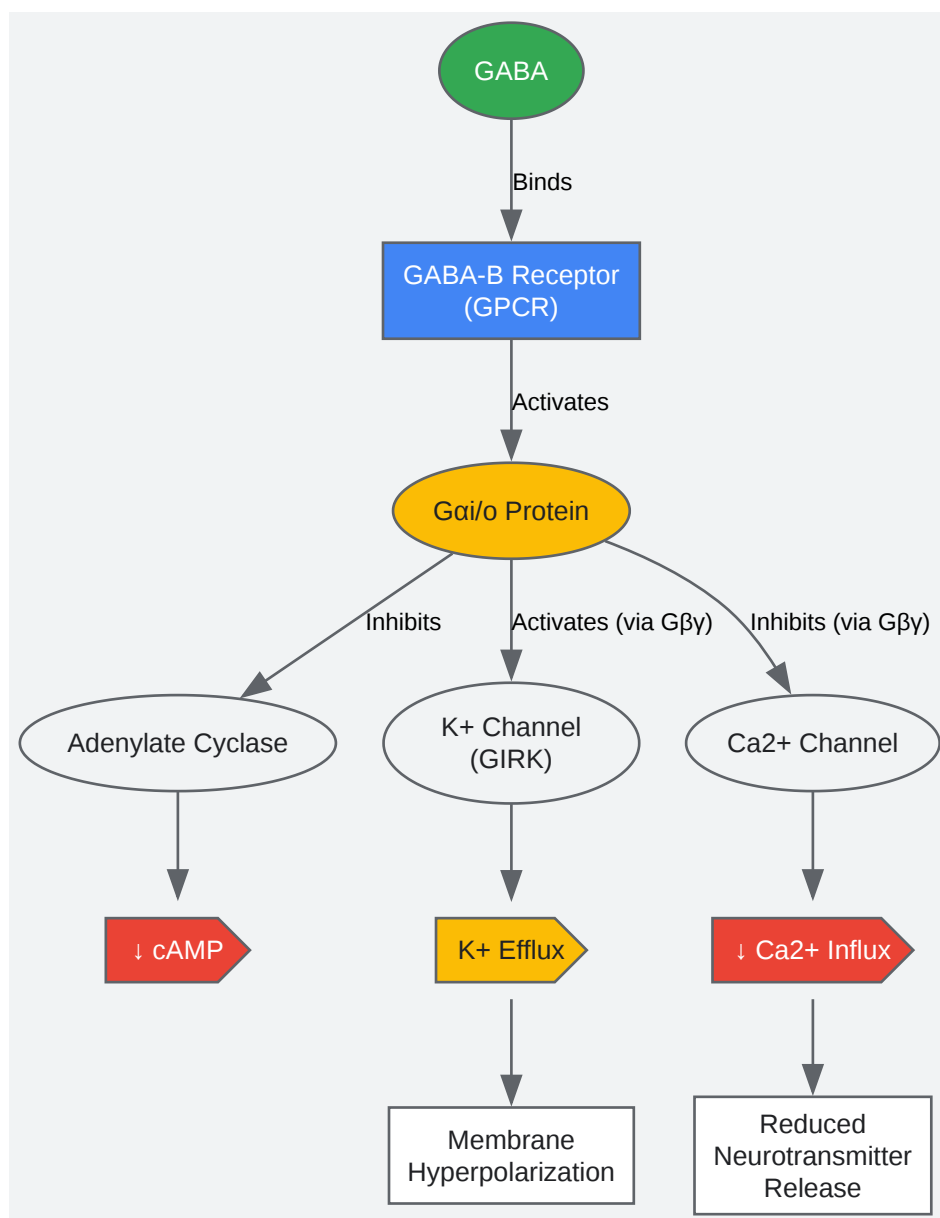 GABA
Binds
GABA-B Receptor
(GPCR)
Activates
Gαi/o Protein
Inhibits
Activates (via Gβγ)
Inhibits (via Gβγ)
Adenylate Cyclase
K+ Channel
(GIRK)
Ca2+ Channel
↓ cAMP
K+ Efflux
↓ Ca2+ Influx
Membrane
Hyperpolarization
Reduced
Neurotransmitter
Release